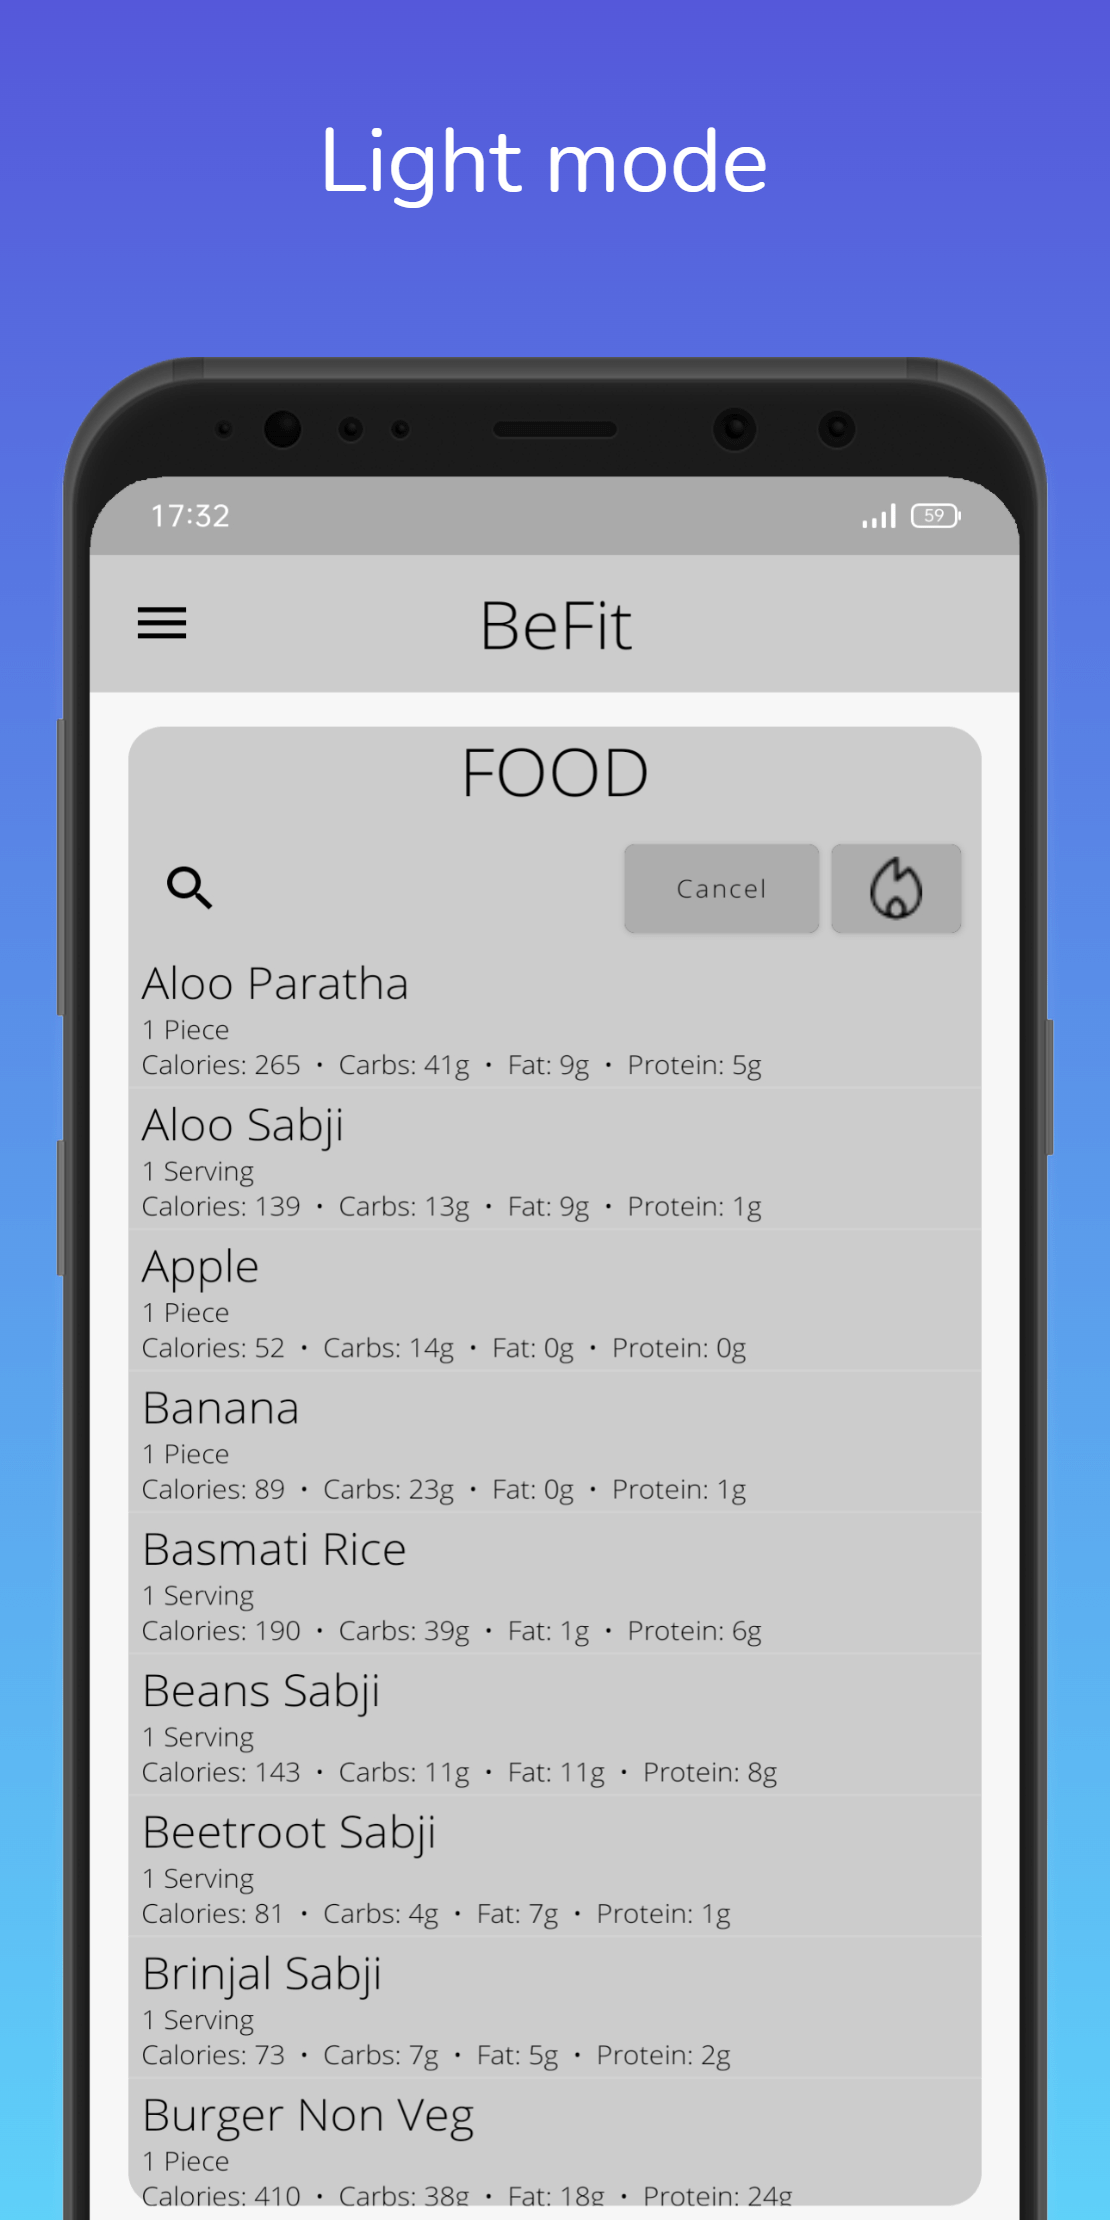 Light mode
17:32
59
BeFit
FOOD
Cancel
Aloo Paratha
1 Piece
Calories: 265 • Carbs: 41g • Fat: 9g • Protein: 5g
Aloo Sabji
1 Serving
Calories: 139 • Carbs: 13g • Fat: 9g • Protein: 1g
Apple
1 Piece
Calories: 52 • Carbs: 14g • Fat: 0g • Protein: 0g
Banana
1 Piece
Calories: 89 • Carbs: 23g • Fat: 0g • Protein: 1g
Basmati Rice
1 Serving
Calories: 190 • Carbs: 39g • Fat: 1g • Protein: 6g
Beans Sabji
1 Serving
Calories: 143 • Carbs: 11g • Fat: 11g • Protein: 8g
Beetroot Sabji
1 Serving
Calories: 81 • Carbs: 4g • Fat: 7g • Protein: 1g
Brinjal Sabji
1 Serving
Calories: 73 • Carbs: 7g • Fat: 5g • Protein: 2g
Burger Non Veg
1 Piece
Calories: 410 • Carbs: 38g • Fat: 18g • Protein: 24g